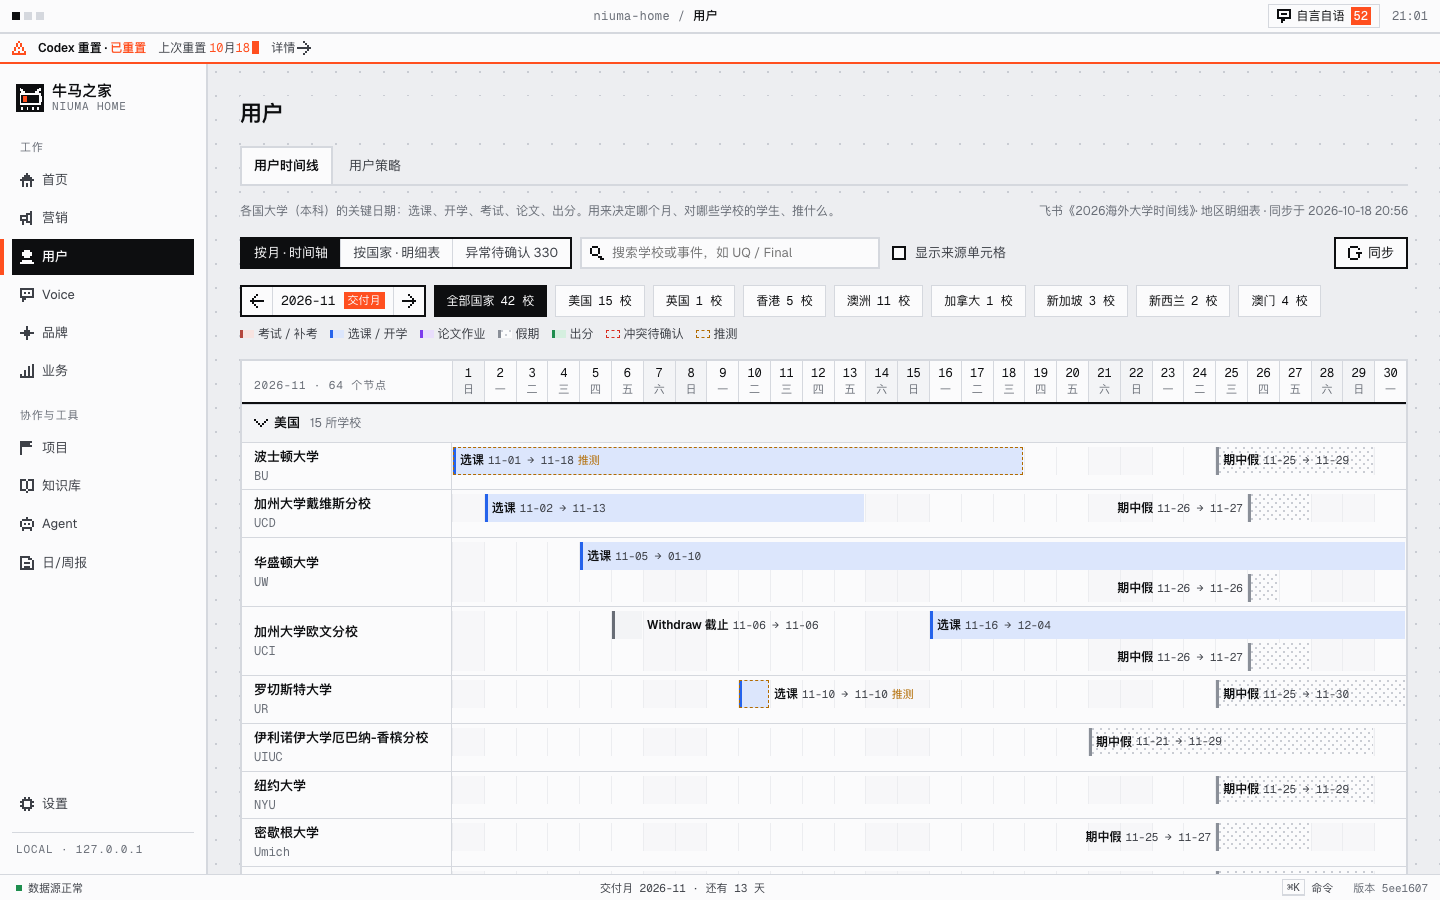 niuma-home / 用户
自言自语 52
21:01
Codex 重置 · 已重置 上次重置 10月18 详情
牛马之家
NIUMA HOME
工作
首页
营销
用户
Voice
品牌
业务
协作与工具
项目
知识库
Agent
日/周报
设置
LOCAL · 127.0.0.1
用户
用户时间线 用户策略
各国大学（本科）的关键日期：选课、开学、考试、论文、出分。用来决定哪个月、对哪些学校的学生、推什么。
飞书《2026海外大学时间线》· 地区明细表 · 同步于 2026-10-18 20:56
按月 · 时间轴 按国家 · 明细表 异常待确认 330
搜索学校或事件，如 UQ / Final
显示来源单元格
同步
← 2026-11 交付月 →
全部国家 42 校 美国 15 校 英国 1 校 香港 5 校 澳洲 11 校 加拿大 1 校 新加坡 3 校 新西兰 2 校 澳门 4 校
考试 / 补考 选课 / 开学 论文作业 假期 出分 冲突待确认 推测
2026-11 · 64 个节点
1 2 3 4 5 6 7 8 9 10 11 12 13 14 15 16 17 18 19 20 21 22 23 24 25 26 27 28 29 30
日 一 二 三 四 五 六 日 一 二 三 四 五 六 日 一 二 三 四 五 六 日 一 二 三 四 五 六 日 一
美国 15 所学校
波士顿大学
BU
选课 11-01 → 11-18 推测
期中假 11-25 → 11-29
加州大学戴维斯分校
UCD
选课 11-02 → 11-13
期中假 11-26 → 11-27
华盛顿大学
UW
选课 11-05 → 01-10
期中假 11-26 → 11-26
加州大学欧文分校
UCI
Withdraw 截止 11-06 → 11-06
选课 11-16 → 12-04
期中假 11-26 → 11-27
罗切斯特大学
UR
选课 11-10 → 11-10 推测
期中假 11-25 → 11-30
伊利诺伊大学厄巴纳-香槟分校
UIUC
期中假 11-21 → 11-29
纽约大学
NYU
期中假 11-25 → 11-29
密歇根大学
Umich
期中假 11-25 → 11-27
数据源正常
交付月 2026-11 · 还有 13 天
⌘K 命令
版本 5ee1607